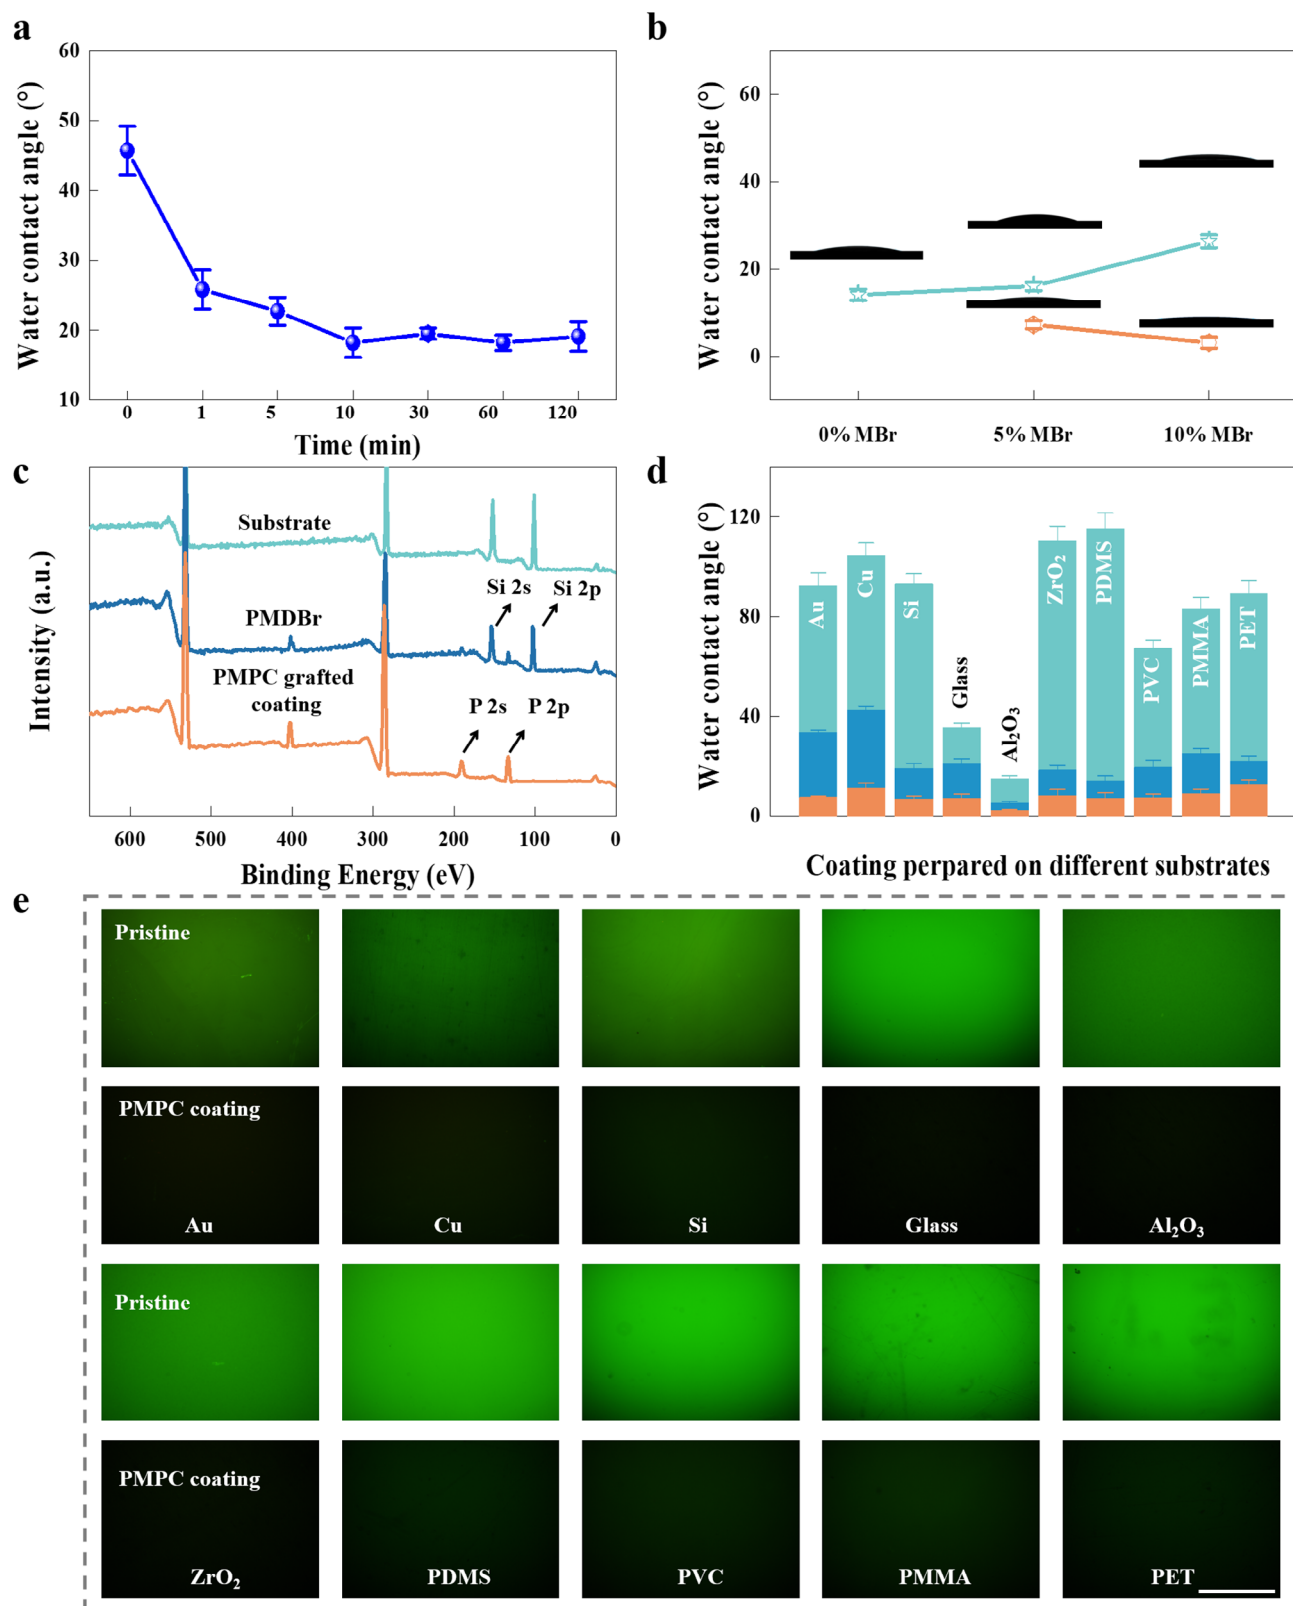 a
60
50
40
30
20
10
Water contact angle (°)
0 1 5 10 30 60 120
Time (min)
b
60
40
20
0
Water contact angle (°)
0% MBr 5% MBr 10% MBr
c
Substrate
Si 2s Si 2p
PMDBr
PMPC grafted
coating
P 2s P 2p
Intensity (a.u.)
600 500 400 300 200 100 0
Binding Energy (eV)
d
120
80
40
0
Water contact angle (°)
Au Cu Si Glass Al₂O₃ ZrO₂ PDMS PVC PMMA PET
Coating perpared on different substrates
e
Pristine
PMPC coating
Au Cu Si Glass Al₂O₃
Pristine
PMPC coating
ZrO₂ PDMS PVC PMMA PET